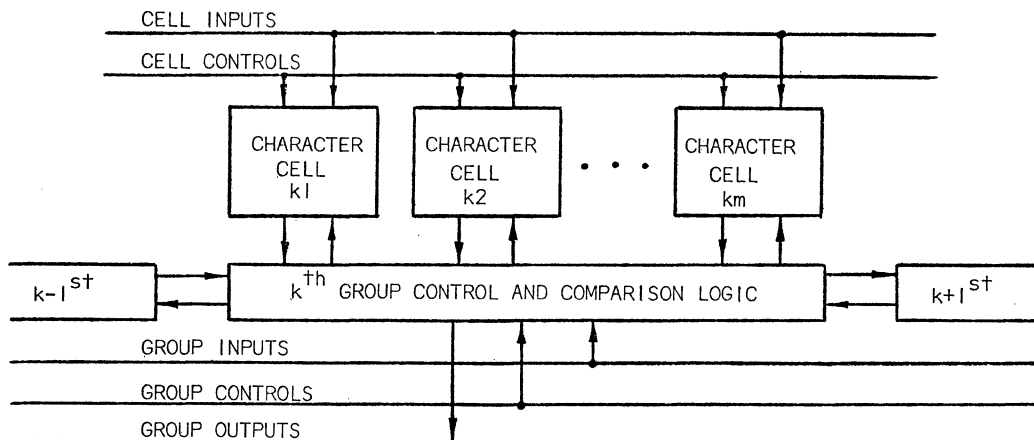 CELL INPUTS
CELL CONTROLS
CHARACTER
CELL
k1
CHARACTER
CELL
k2
. . .
CHARACTER
CELL
km
k-1st
kth GROUP CONTROL AND COMPARISON LOGIC
k+1st
GROUP INPUTS
GROUP CONTROLS
GROUP OUTPUTS